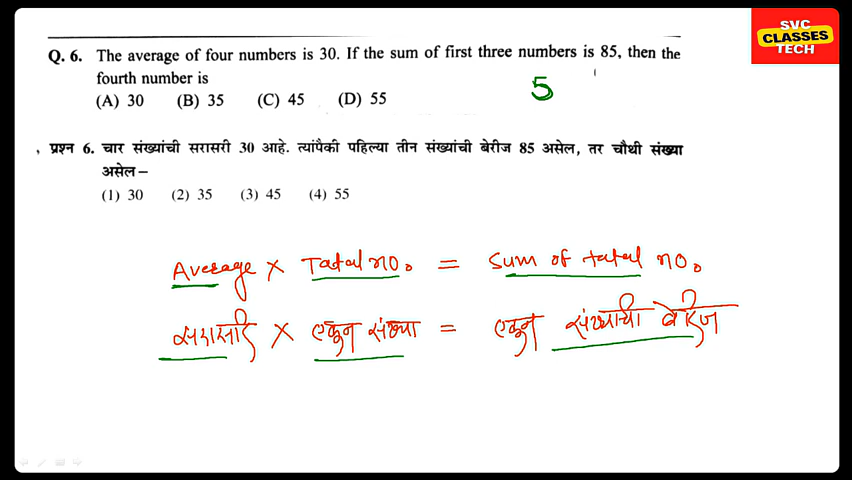 SVC
CLASSES
TECH
Q. 6. The average of four numbers is 30. If the sum of first three numbers is 85, then the
fourth number is
(A) 30 (B) 35 (C) 45 (D) 55
5
प्रश्न 6. चार संख्यांची सरासरी 30 आहे. त्यांपैकी पहिल्या तीन संख्यांची बेरीज 85 असेल, तर चौथी संख्या
असेल–
(1) 30 (2) 35 (3) 45 (4) 55
Average × Tatal no. = Sum of tatal no.
सरासरि × एकून संख्या = एकून संख्याची बेरिज